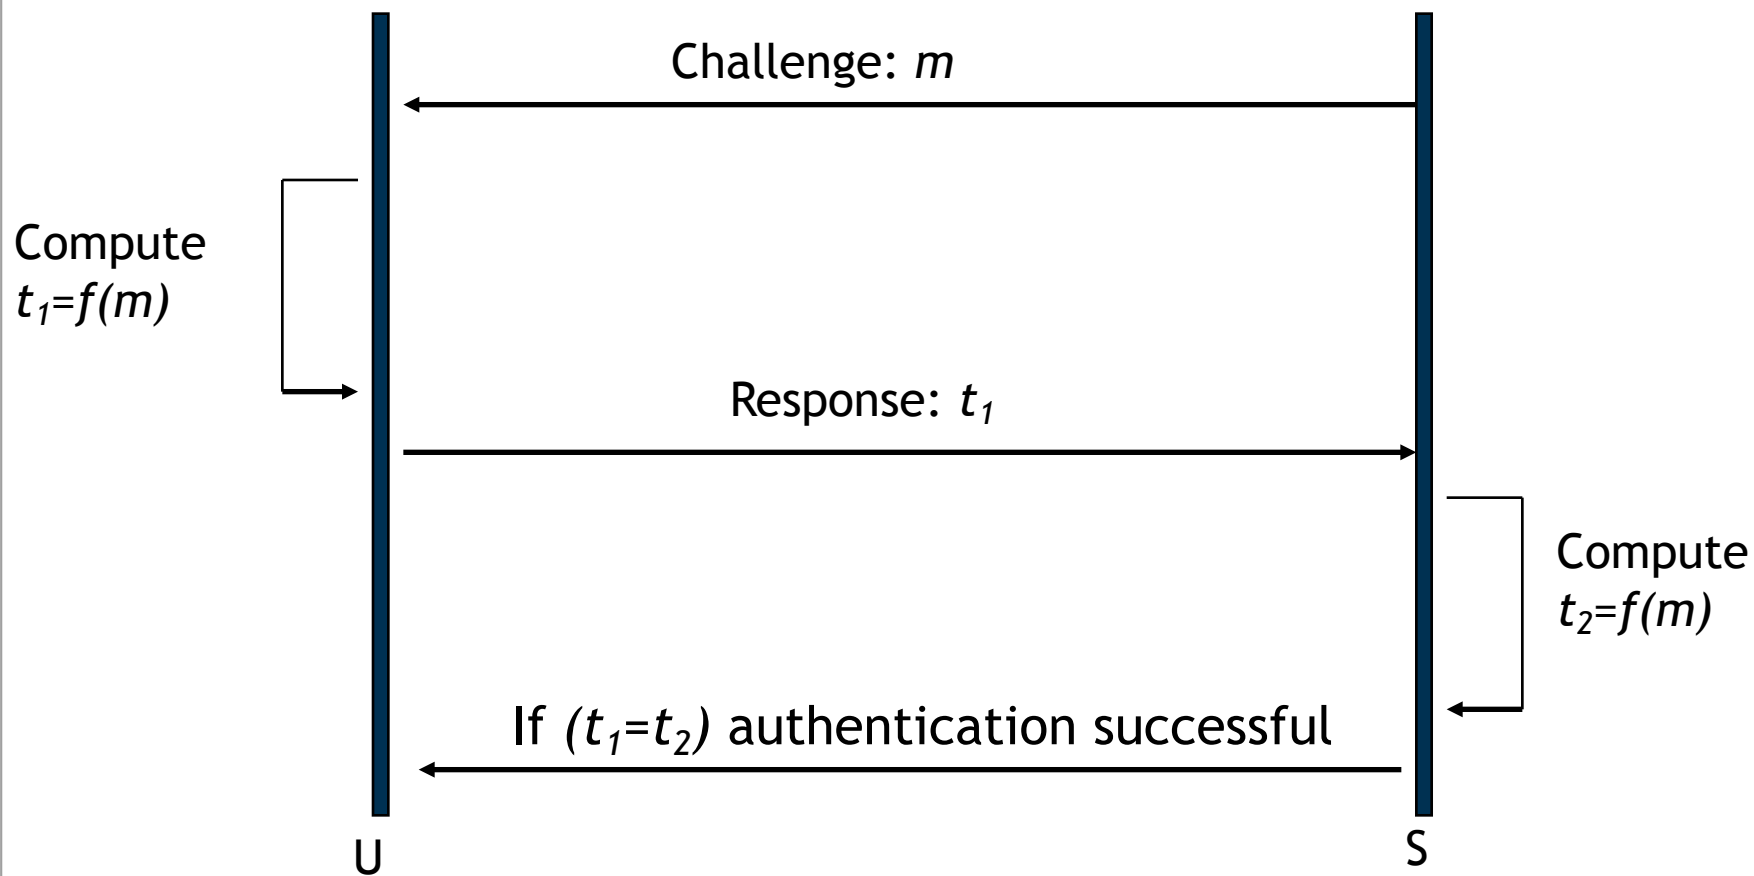 Challenge: m
Compute
t₁=f(m)
Response: t₁
Compute
t₂=f(m)
If (t₁=t₂) authentication successful
U
S